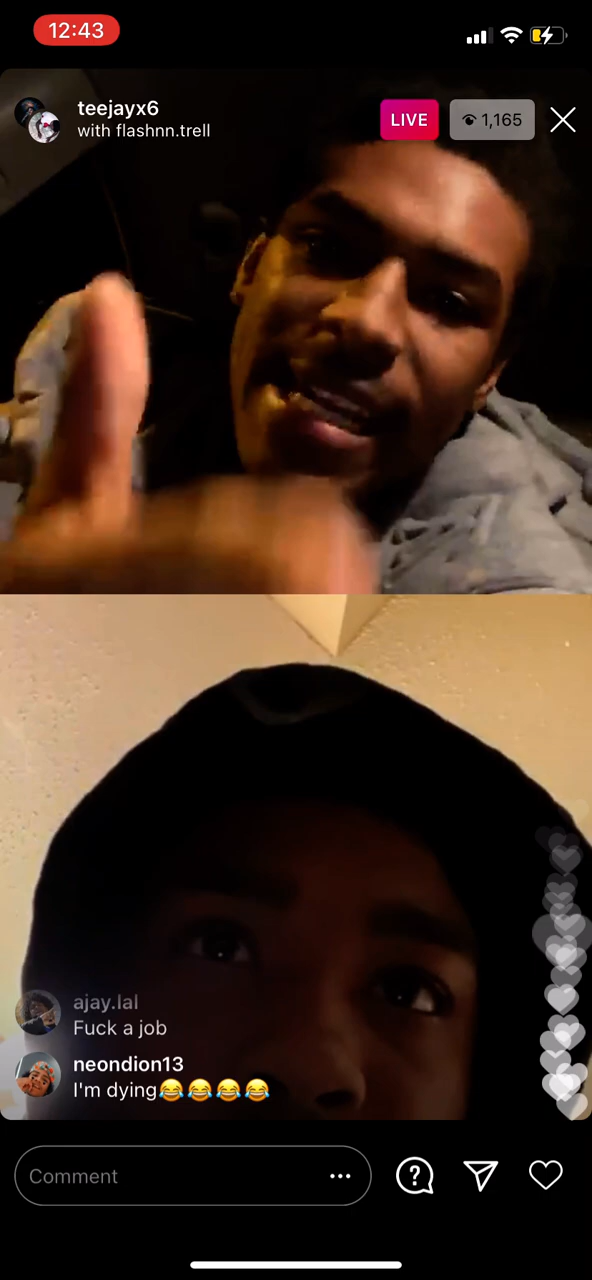 12:43
teejayx6
with flashnn.trell
LIVE
1,165
ajay.lal
Fuck a job
neondion13
I'm dying😂😂😂😂
Comment